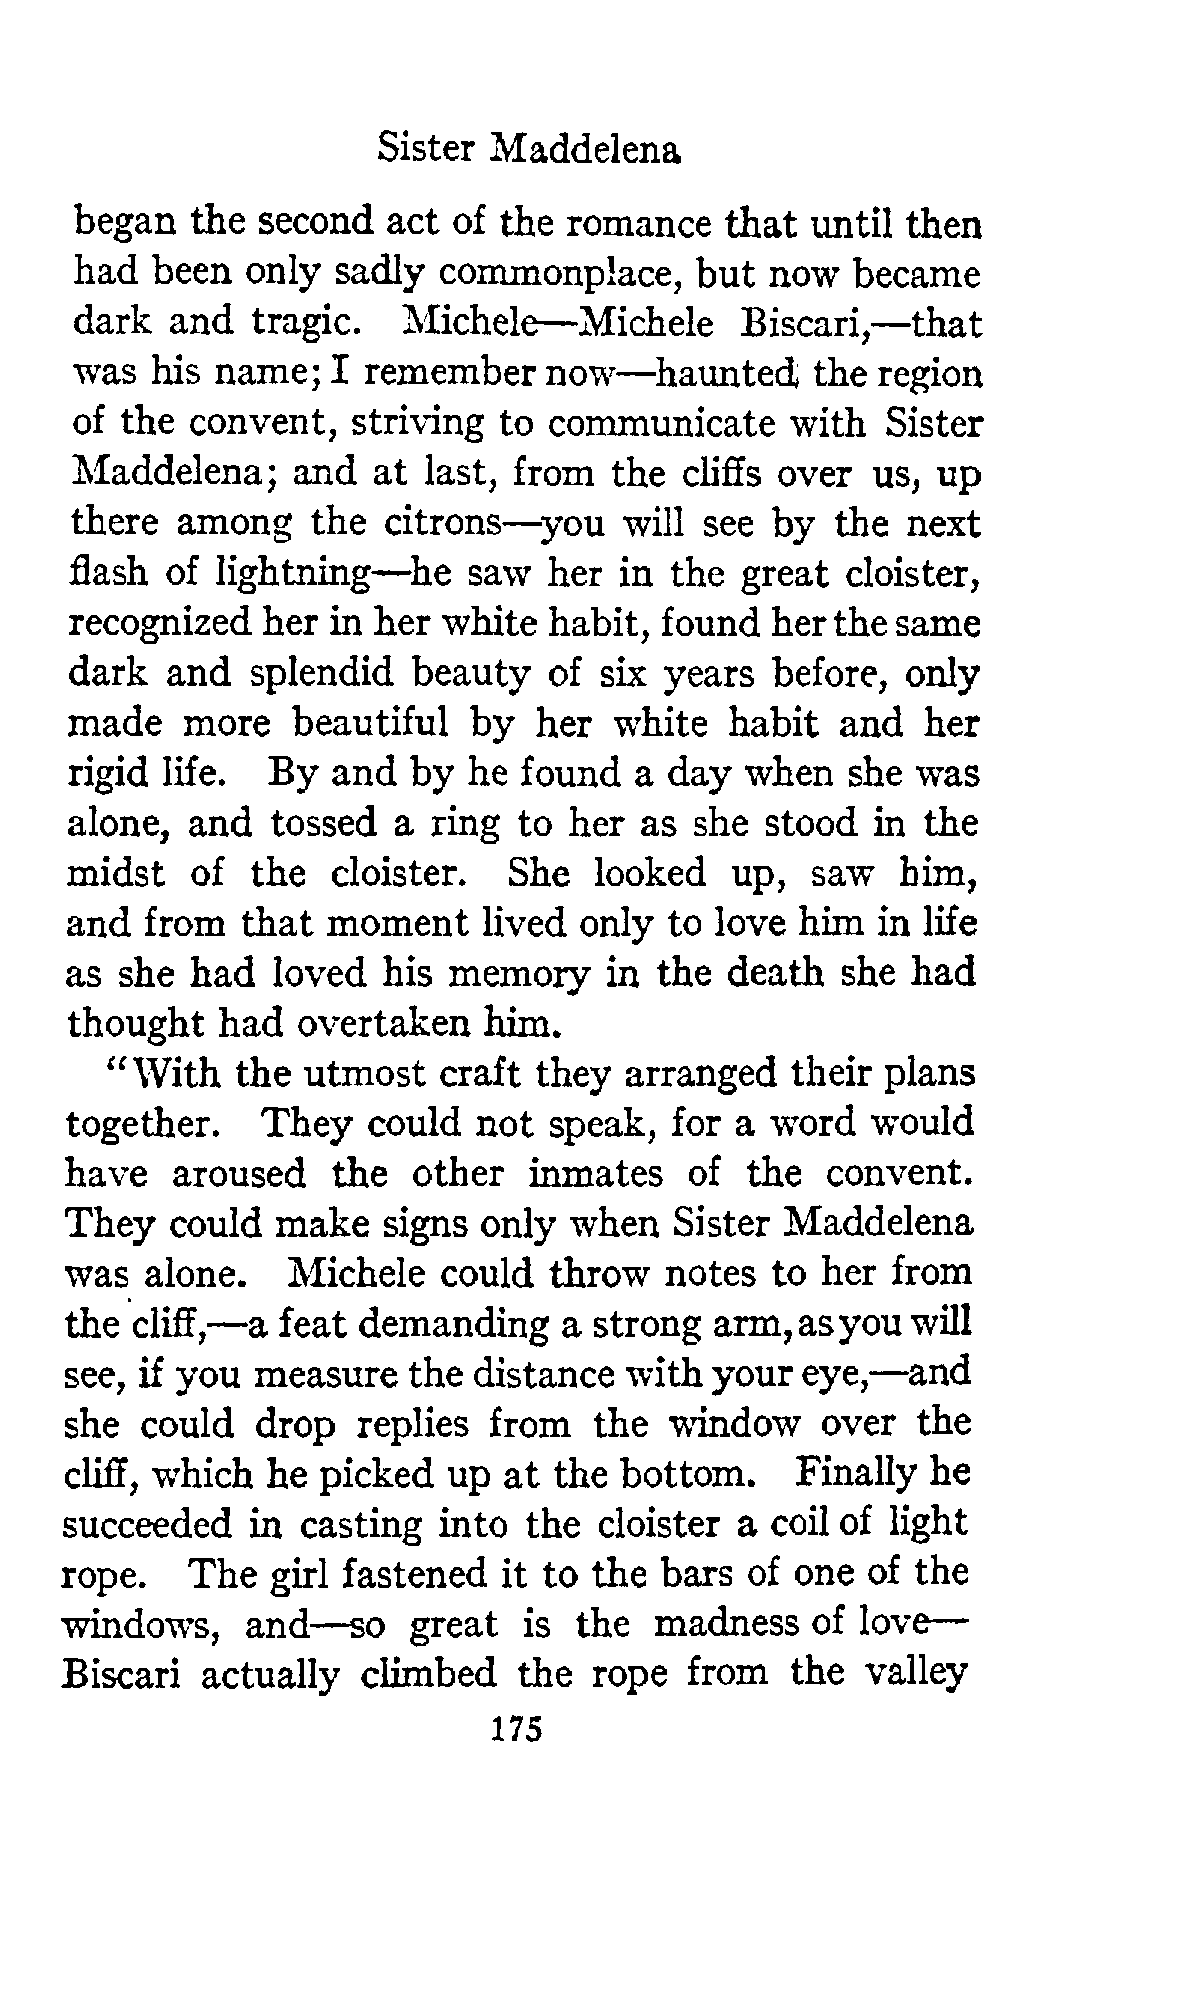 Sister Maddelena
began the second act of the romance that until then
had been only sadly commonplace, but now became
dark and tragic. Michele—Michele Biscari,—that
was his name; I remember now—haunted the region
of the convent, striving to communicate with Sister
Maddelena; and at last, from the cliffs over us, up
there among the citrons—you will see by the next
flash of lightning—he saw her in the great cloister,
recognized her in her white habit, found her the same
dark and splendid beauty of six years before, only
made more beautiful by her white habit and her
rigid life. By and by he found a day when she was
alone, and tossed a ring to her as she stood in the
midst of the cloister. She looked up, saw him,
and from that moment lived only to love him in life
as she had loved his memory in the death she had
thought had overtaken him.
“With the utmost craft they arranged their plans
together. They could not speak, for a word would
have aroused the other inmates of the convent.
They could make signs only when Sister Maddelena
was alone. Michele could throw notes to her from
the cliff,—a feat demanding a strong arm, as you will
see, if you measure the distance with your eye,—and
she could drop replies from the window over the
cliff, which he picked up at the bottom. Finally he
succeeded in casting into the cloister a coil of light
rope. The girl fastened it to the bars of one of the
windows, and—so great is the madness of love—
Biscari actually climbed the rope from the valley
175